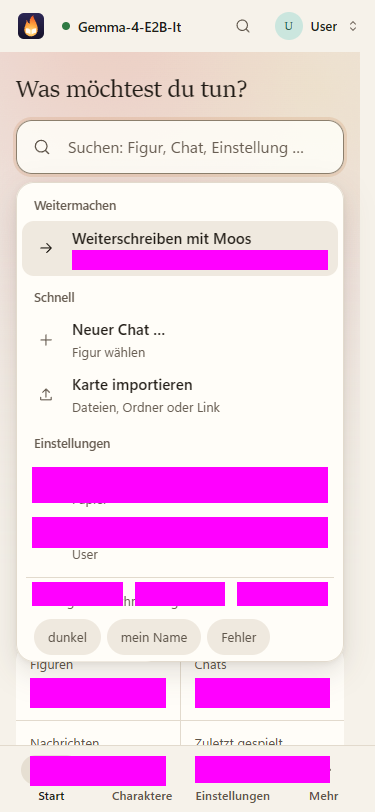 Gemma-4-E2B-It
U
User
Was möchtest du tun?
Suchen: Figur, Chat, Einstellung ...
Weitermachen
Weiterschreiben mit Moos
Schnell
Neuer Chat ...
Figur wählen
Karte importieren
Dateien, Ordner oder Link
Einstellungen
User
dunkel
mein Name
Fehler
Figuren
Chats
Nachrichten
Zuletzt gespielt
Start
Charaktere
Einstellungen
Mehr